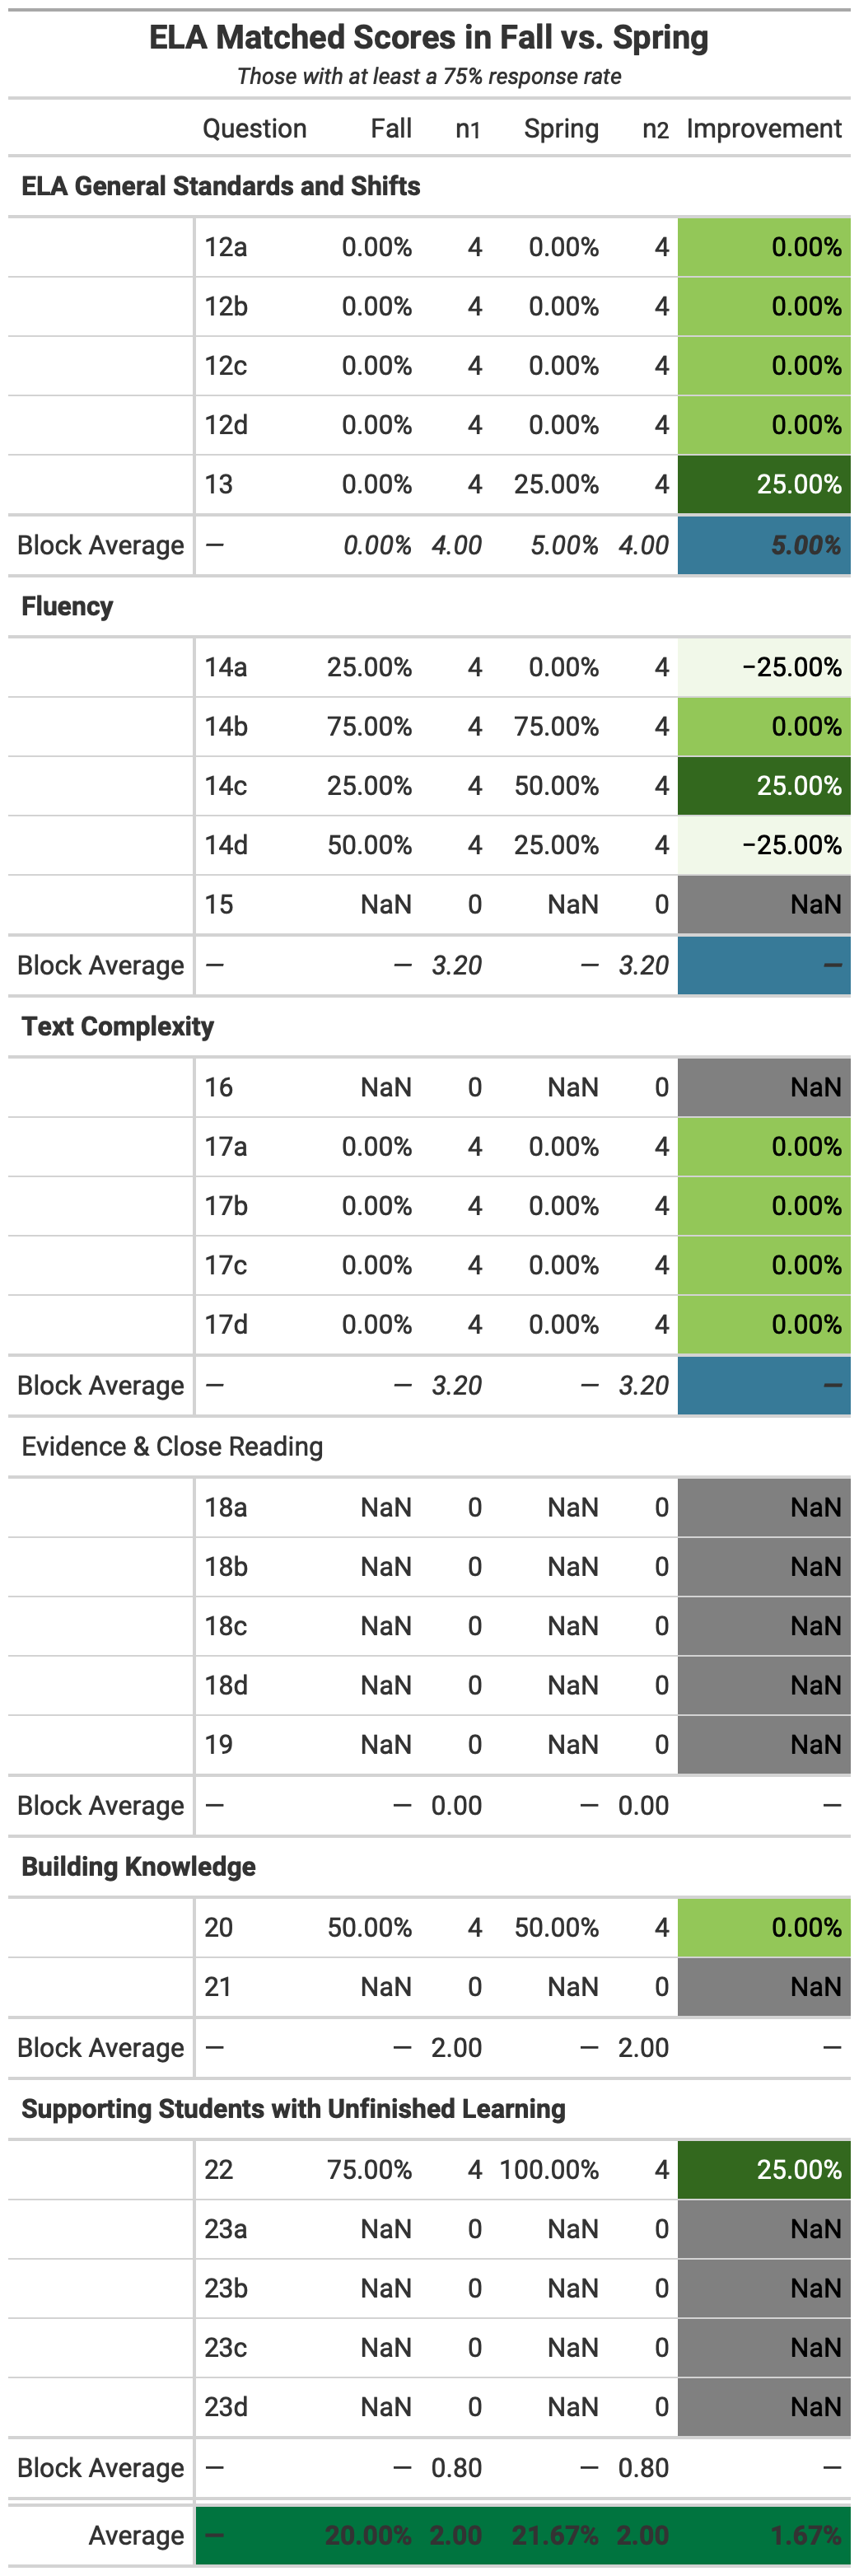 ELA Matched Scores in Fall vs. Spring
Those with at least a 75% response rate
Question Fall n1 Spring n2 Improvement
ELA General Standards and Shifts
12a 0.00% 4 0.00% 4 0.00%
12b 0.00% 4 0.00% 4 0.00%
12c 0.00% 4 0.00% 4 0.00%
12d 0.00% 4 0.00% 4 0.00%
13 0.00% 4 25.00% 4 25.00%
Block Average — 0.00% 4.00 5.00% 4.00 5.00%
Fluency
14a 25.00% 4 0.00% 4 −25.00%
14b 75.00% 4 75.00% 4 0.00%
14c 25.00% 4 50.00% 4 25.00%
14d 50.00% 4 25.00% 4 −25.00%
15 NaN 0 NaN 0 NaN
Block Average — — 3.20 — 3.20 —
Text Complexity
16 NaN 0 NaN 0 NaN
17a 0.00% 4 0.00% 4 0.00%
17b 0.00% 4 0.00% 4 0.00%
17c 0.00% 4 0.00% 4 0.00%
17d 0.00% 4 0.00% 4 0.00%
Block Average — — 3.20 — 3.20 —
Evidence & Close Reading
18a NaN 0 NaN 0 NaN
18b NaN 0 NaN 0 NaN
18c NaN 0 NaN 0 NaN
18d NaN 0 NaN 0 NaN
19 NaN 0 NaN 0 NaN
Block Average — — 0.00 — 0.00 —
Building Knowledge
20 50.00% 4 50.00% 4 0.00%
21 NaN 0 NaN 0 NaN
Block Average — — 2.00 — 2.00 —
Supporting Students with Unfinished Learning
22 75.00% 4 100.00% 4 25.00%
23a NaN 0 NaN 0 NaN
23b NaN 0 NaN 0 NaN
23c NaN 0 NaN 0 NaN
23d NaN 0 NaN 0 NaN
Block Average — — 0.80 — 0.80 —
Average — 20.00% 2.00 21.67% 2.00 1.67%